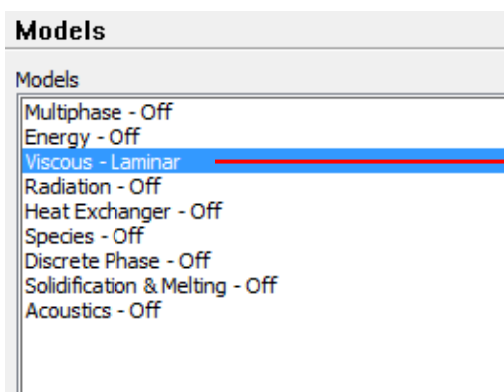 Models
Models
Multiphase - Off
Energy - Off
Viscous - Laminar
Radiation - Off
Heat Exchanger - Off
Species - Off
Discrete Phase - Off
Solidification & Melting - Off
Acoustics - Off